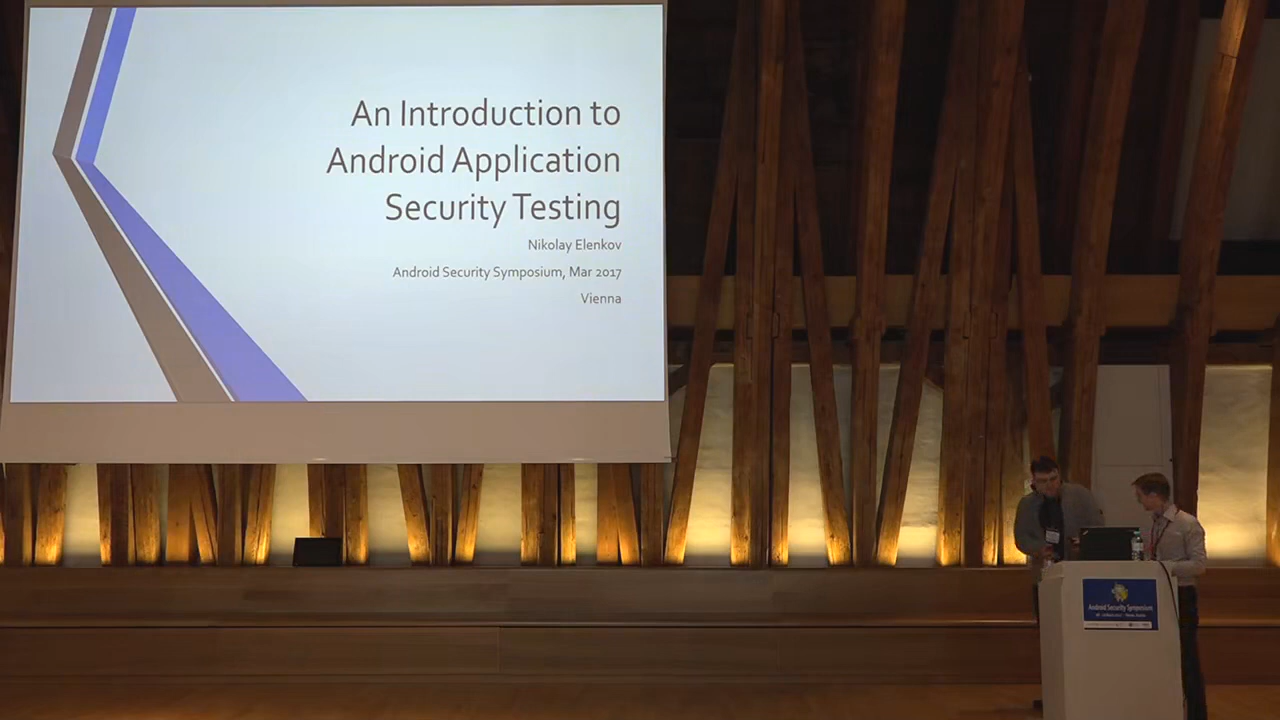 An Introduction to
Android Application
Security Testing
Nikolay Elenkov
Android Security Symposium, Mar 2017
Vienna
Android Security Symposium